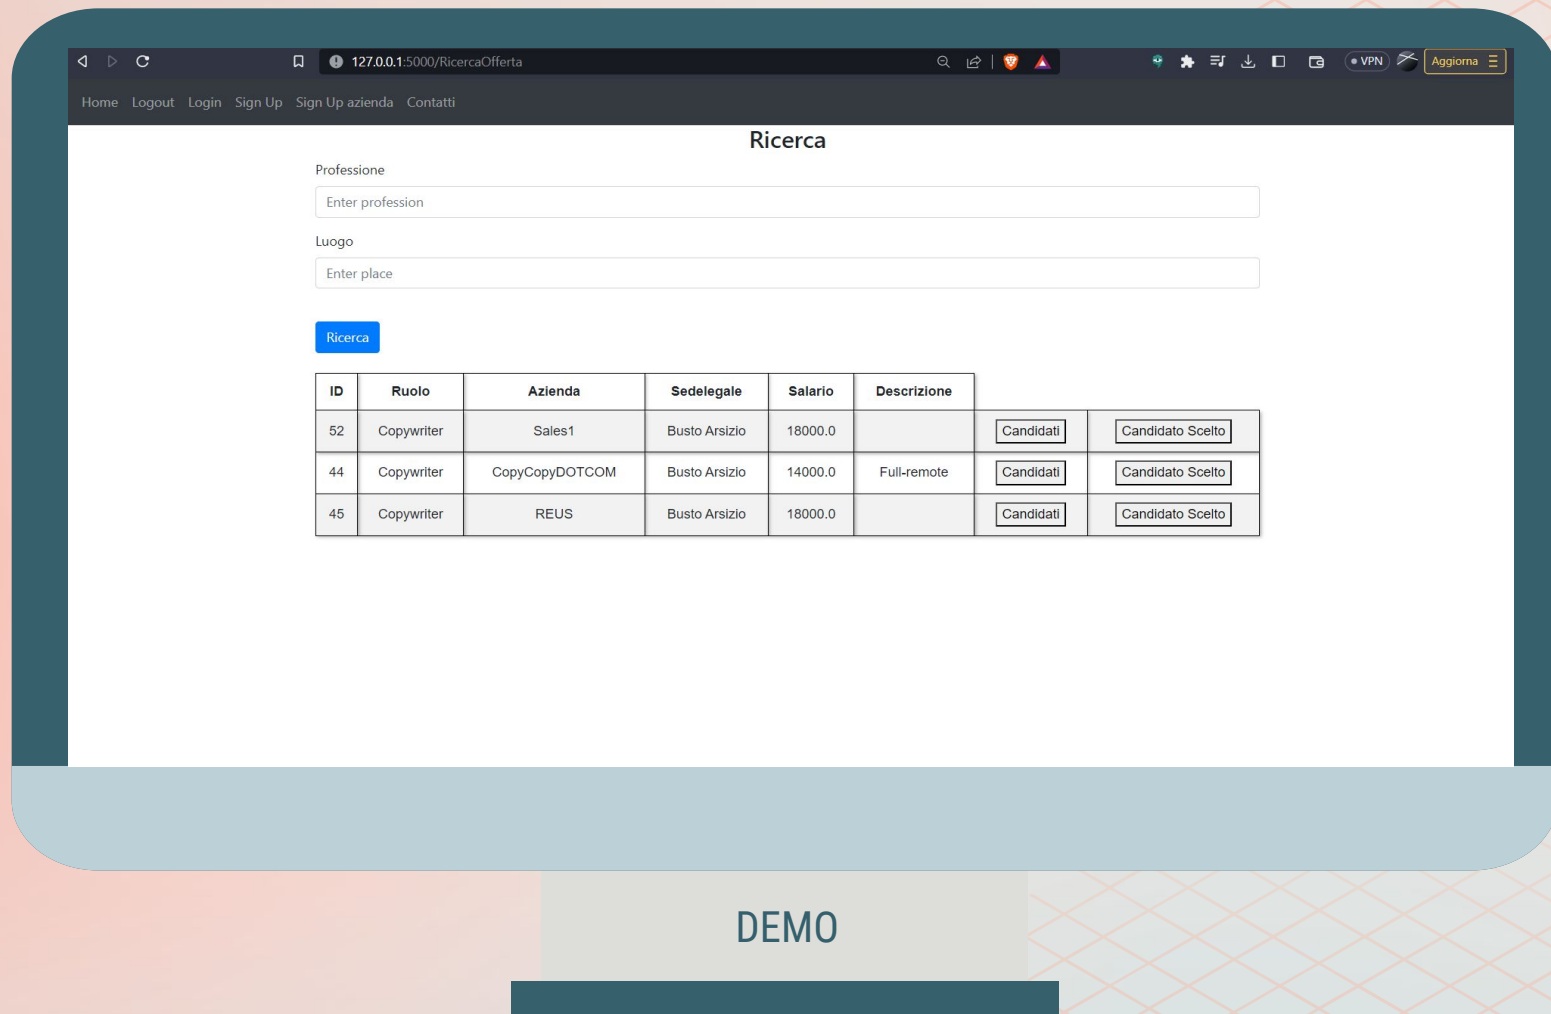 127.0.0.1:5000/RicercaOfferta
VPN
Aggiorna
Home Logout Login Sign Up Sign Up azienda Contatti
Ricerca
Professione
Enter profession
Luogo
Enter place
Ricerca
ID Ruolo Azienda Sedelegale Salario Descrizione
52 Copywriter Sales1 Busto Arsizio 18000.0 Candidati Candidato Scelto
44 Copywriter CopyCopyDOTCOM Busto Arsizio 14000.0 Full-remote Candidati Candidato Scelto
45 Copywriter REUS Busto Arsizio 18000.0 Candidati Candidato Scelto
DEMO